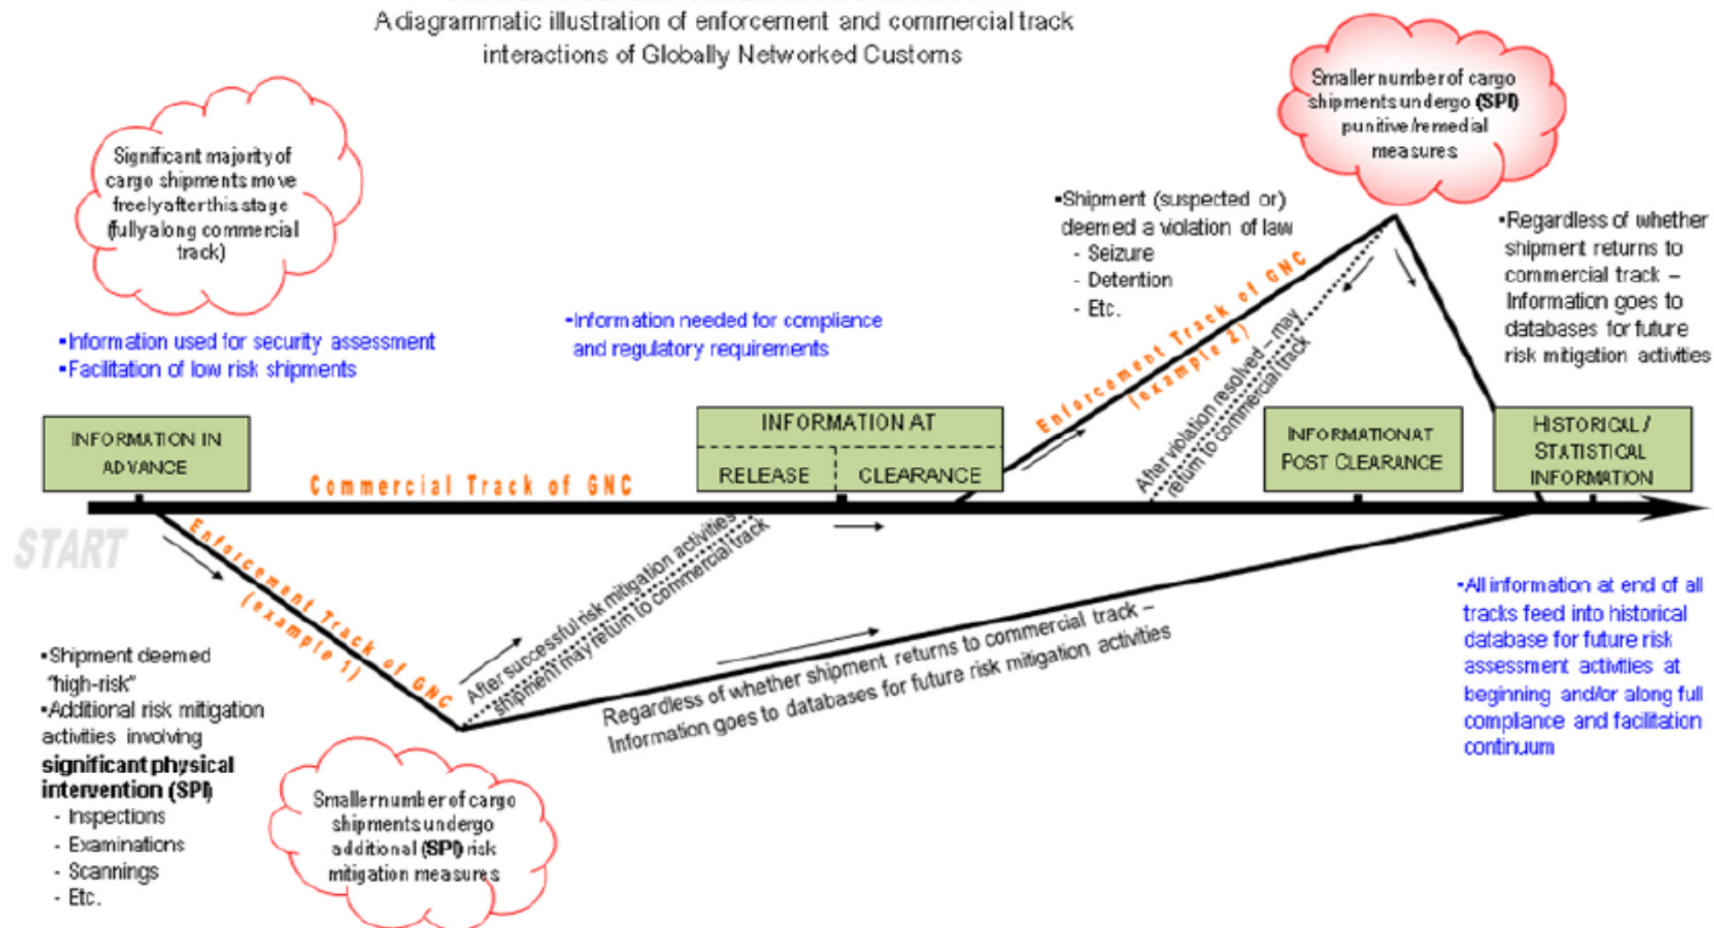 A diagrammatic illustration of enforcement and commercial track
interactions of Globally Networked Customs
Significant majority of
cargo shipments move
freely after this stage
(fully along commercial
track)
Smaller number of cargo
shipments undergo (SPI)
punitive/remedial
measures
▪Shipment (suspected or)
deemed a violation of law
- Seizure
- Detention
- Etc.
▪Regardless of whether
shipment returns to
commercial track –
Information goes to
databases for future
risk mitigation activities
▪Information used for security assessment
▪Facilitation of low risk shipments
▪Information needed for compliance
and regulatory requirements
Enforcement Track of GNC
(example 2)
After violation resolved – may
return to commercial track
INFORMATION IN
ADVANCE
INFORMATION AT
RELEASE
CLEARANCE
INFORMATION AT
POST CLEARANCE
HISTORICAL /
STATISTICAL
INFORMATION
Commercial Track of GNC
START
Enforcement Track of GNC
(example 1)
After successful risk mitigation activities
shipment may return to commercial track
Regardless of whether shipment returns to commercial track –
Information goes to databases for future risk mitigation activities
▪Shipment deemed
"high-risk"
▪Additional risk mitigation
activities involving
significant physical
intervention (SPI)
- Inspections
- Examinations
- Scannings
- Etc.
Smaller number of cargo
shipments undergo
additional (SPI) risk
mitigation measures
▪All information at end of all
tracks feed into historical
database for future risk
assessment activities at
beginning and/or along full
compliance and facilitation
continuum